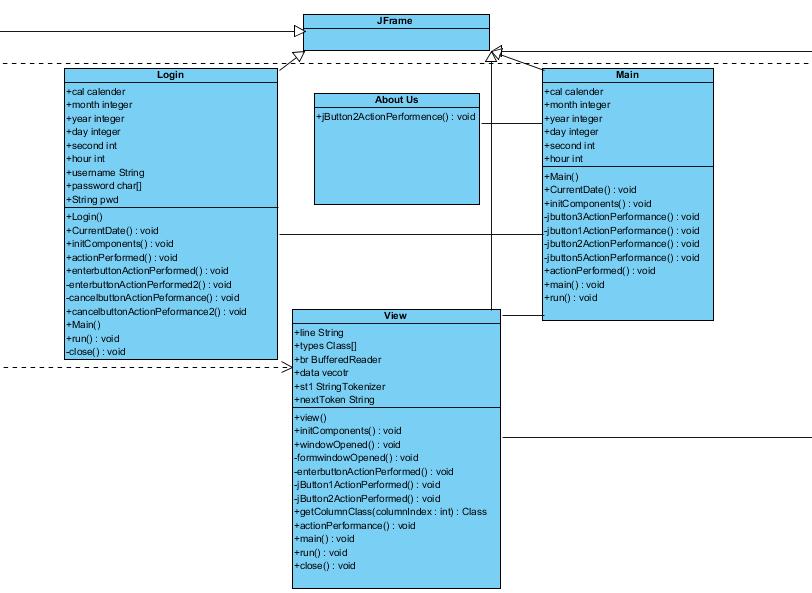 JFrame
Login
+cal calender
+month integer
+year integer
+day integer
+second int
+hour int
+username String
+password char[]
+String pwd
+Login()
+CurrentDate() : void
+initComponents() : void
+actionPerformed() : void
+enterbuttonActionPerformed() : void
-enterbuttonActionPerformed2() : void
-cancelbuttonActionPeformance() : void
+cancelbuttonActionPeformance2() : void
+Main()
+run() : void
-close() : void
About Us
+jButton2ActionPerformence() : void
Main
+cal calender
+month integer
+year integer
+day integer
+second int
+hour int
+Main()
+CurrentDate() : void
+initComponents() : void
-jbutton3ActionPerformance() : void
-jbutton1ActionPerformance() : void
-jbutton2ActionPerformance() : void
-jbutton5ActionPerformance() : void
+actionPerformed() : void
+main() : void
+run() : void
View
+line String
+types Class[]
+br BufferedReader
+data vecotr
+st1 StringTokenizer
+nextToken String
+view()
+initComponents() : void
+windowOpened() : void
-formwindowOpened() : void
-enterbuttonActionPerformed() : void
-jButton1ActionPerformed() : void
-jButton2ActionPerformed() : void
+getColumnClass(columnIndex : int) : Class
+actionPerformance() : void
+main() : void
+run() : void
+close() : void